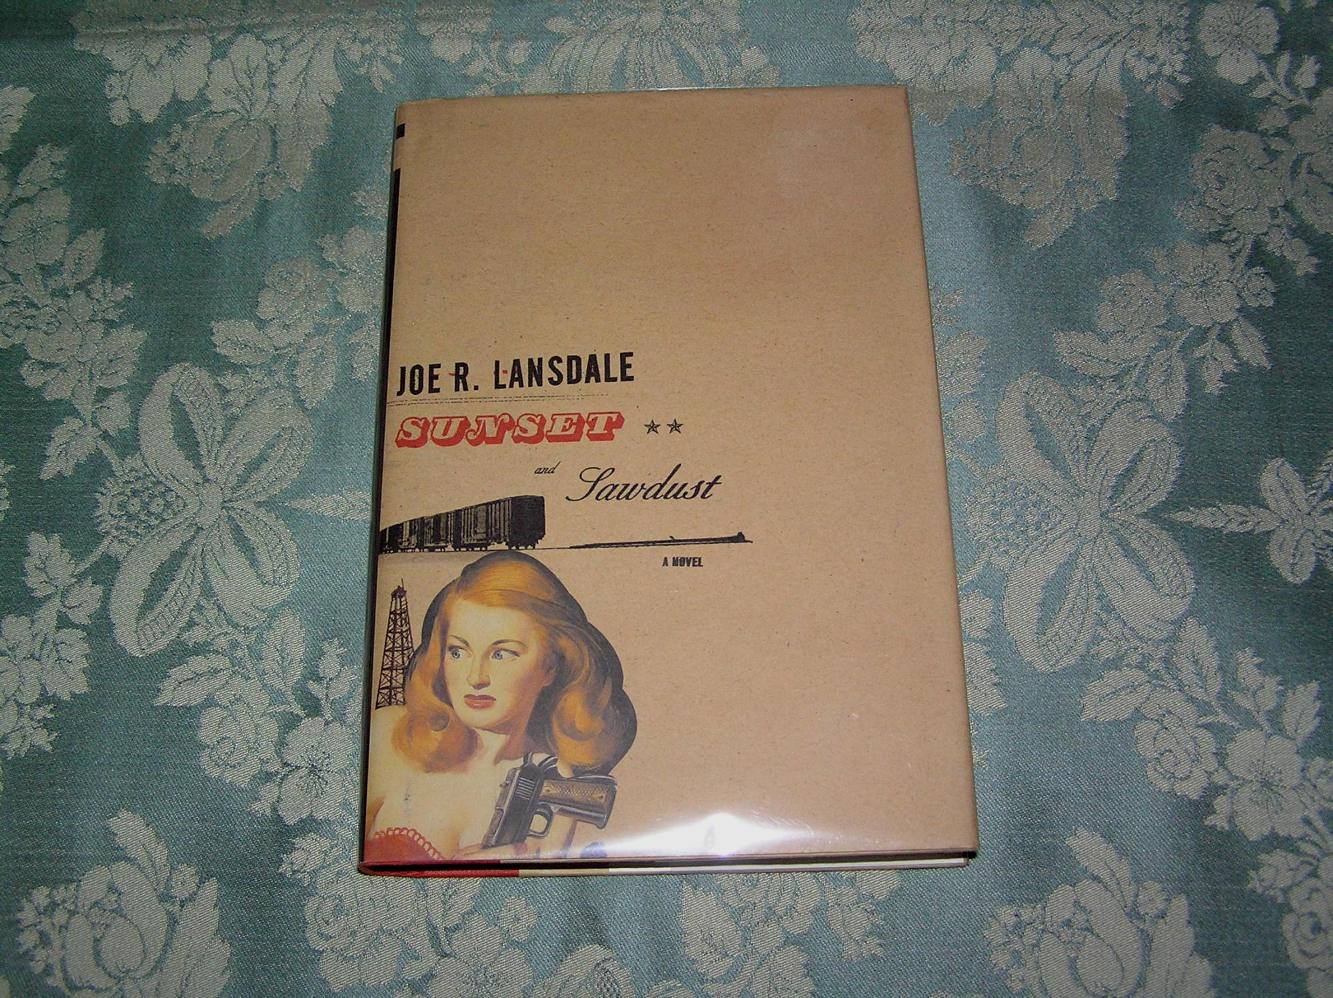 JOE R. LANSDALE
SUNSET
and Sawdust
A NOVEL